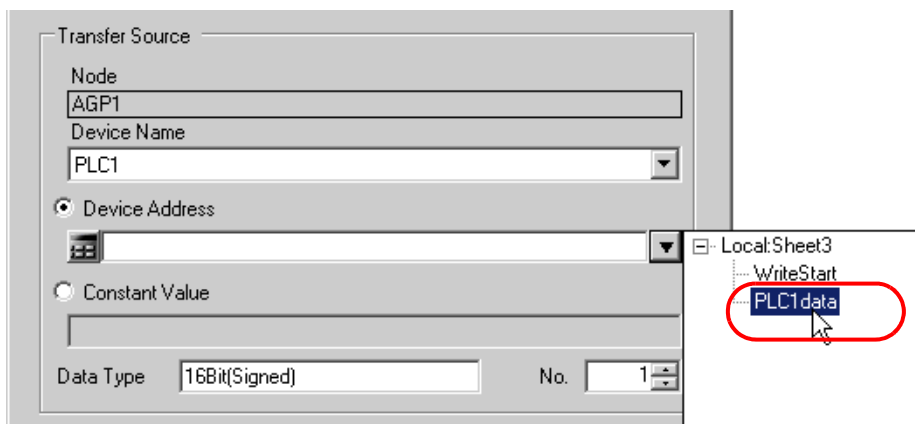 Transfer Source
Node
AGP1
Device Name
PLC1
Device Address
Local:Sheet3
WriteStart
Constant Value
PLC1data
Data Type 16Bit(Signed) No. 1